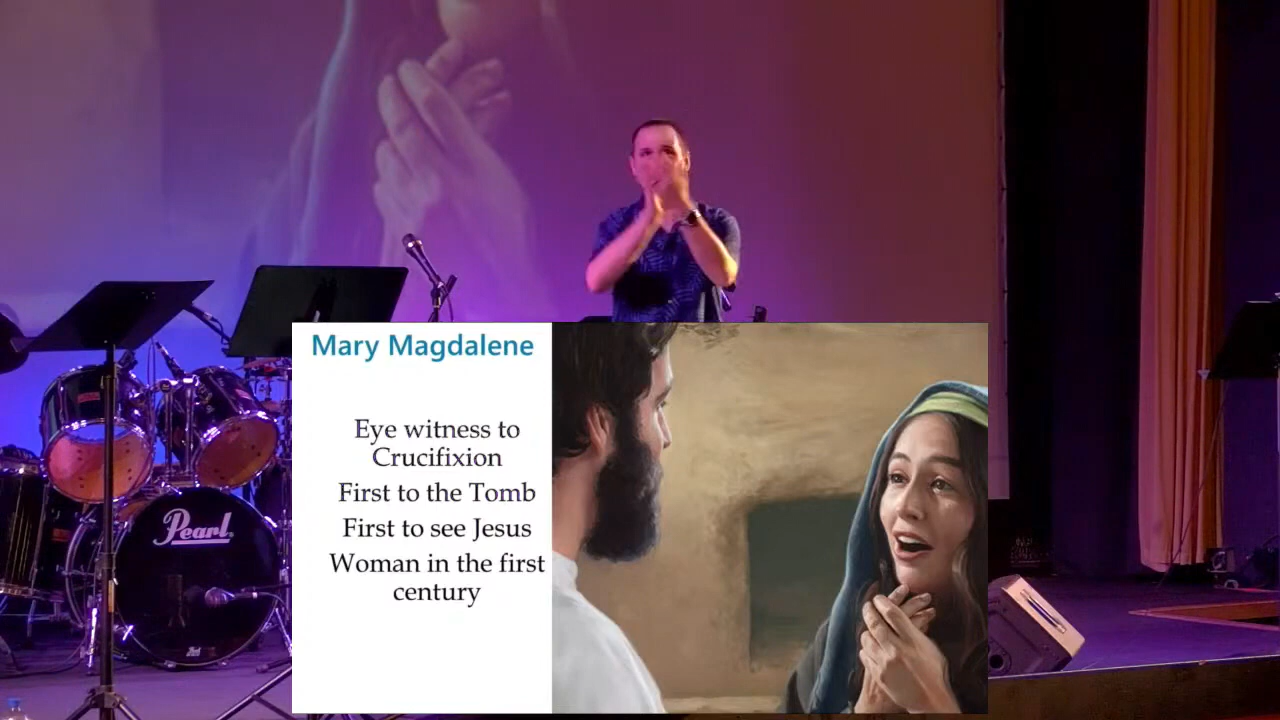 Mary Magdalene
Eye witness to
Crucifixion
First to the Tomb
First to see Jesus
Woman in the first
century
Pearl